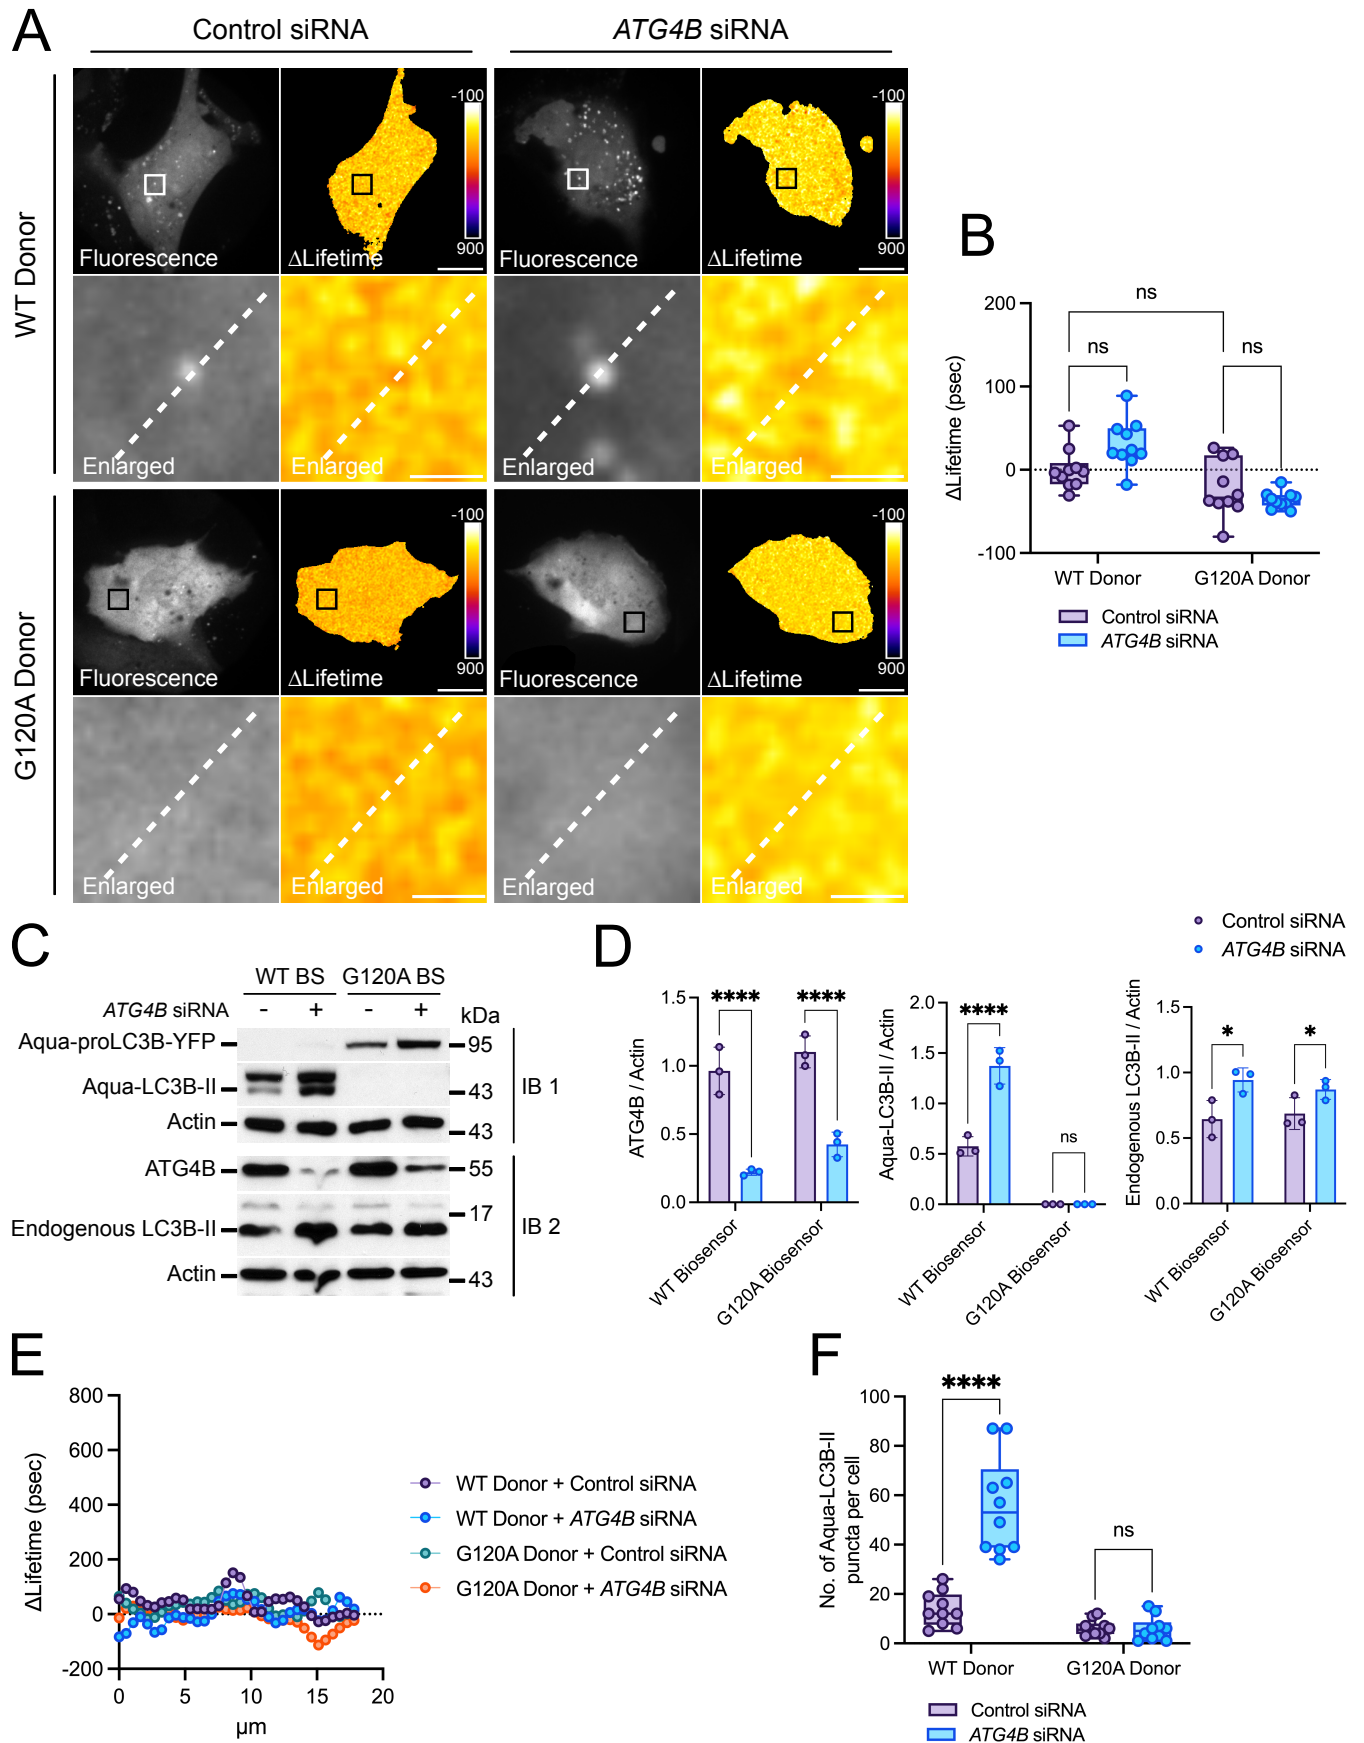 A
Control siRNA
ATG4B siRNA
WT Donor
-100
900
Fluorescence
ΔLifetime
-100
900
Fluorescence
ΔLifetime
Enlarged
Enlarged
Enlarged
Enlarged
G120A Donor
-100
900
Fluorescence
ΔLifetime
-100
900
Fluorescence
ΔLifetime
Enlarged
Enlarged
Enlarged
Enlarged
B
ΔLifetime (psec)
200
100
0
-100
ns
ns
ns
WT Donor
G120A Donor
Control siRNA
ATG4B siRNA
C
WT BS
G120A BS
ATG4B siRNA
- + - +
kDa
Aqua-proLC3B-YFP
95
Aqua-LC3B-II
43
IB 1
Actin
43
ATG4B
55
17
Endogenous LC3B-II
IB 2
Actin
43
D
Control siRNA
ATG4B siRNA
ATG4B / Actin
1.5
1.0
0.5
0.0
****
****
WT Biosensor
G120A Biosensor
Aqua-LC3B-II / Actin
2.0
1.5
1.0
0.5
0.0
****
ns
WT Biosensor
G120A Biosensor
Endogenous LC3B-II / Actin
1.5
1.0
0.5
0.0
*
*
WT Biosensor
G120A Biosensor
E
ΔLifetime (psec)
800
600
400
200
0
-200
0 5 10 15 20
µm
WT Donor + Control siRNA
WT Donor + ATG4B siRNA
G120A Donor + Control siRNA
G120A Donor + ATG4B siRNA
F
No. of Aqua-LC3B-II
puncta per cell
100
80
60
40
20
0
****
ns
WT Donor
G120A Donor
Control siRNA
ATG4B siRNA